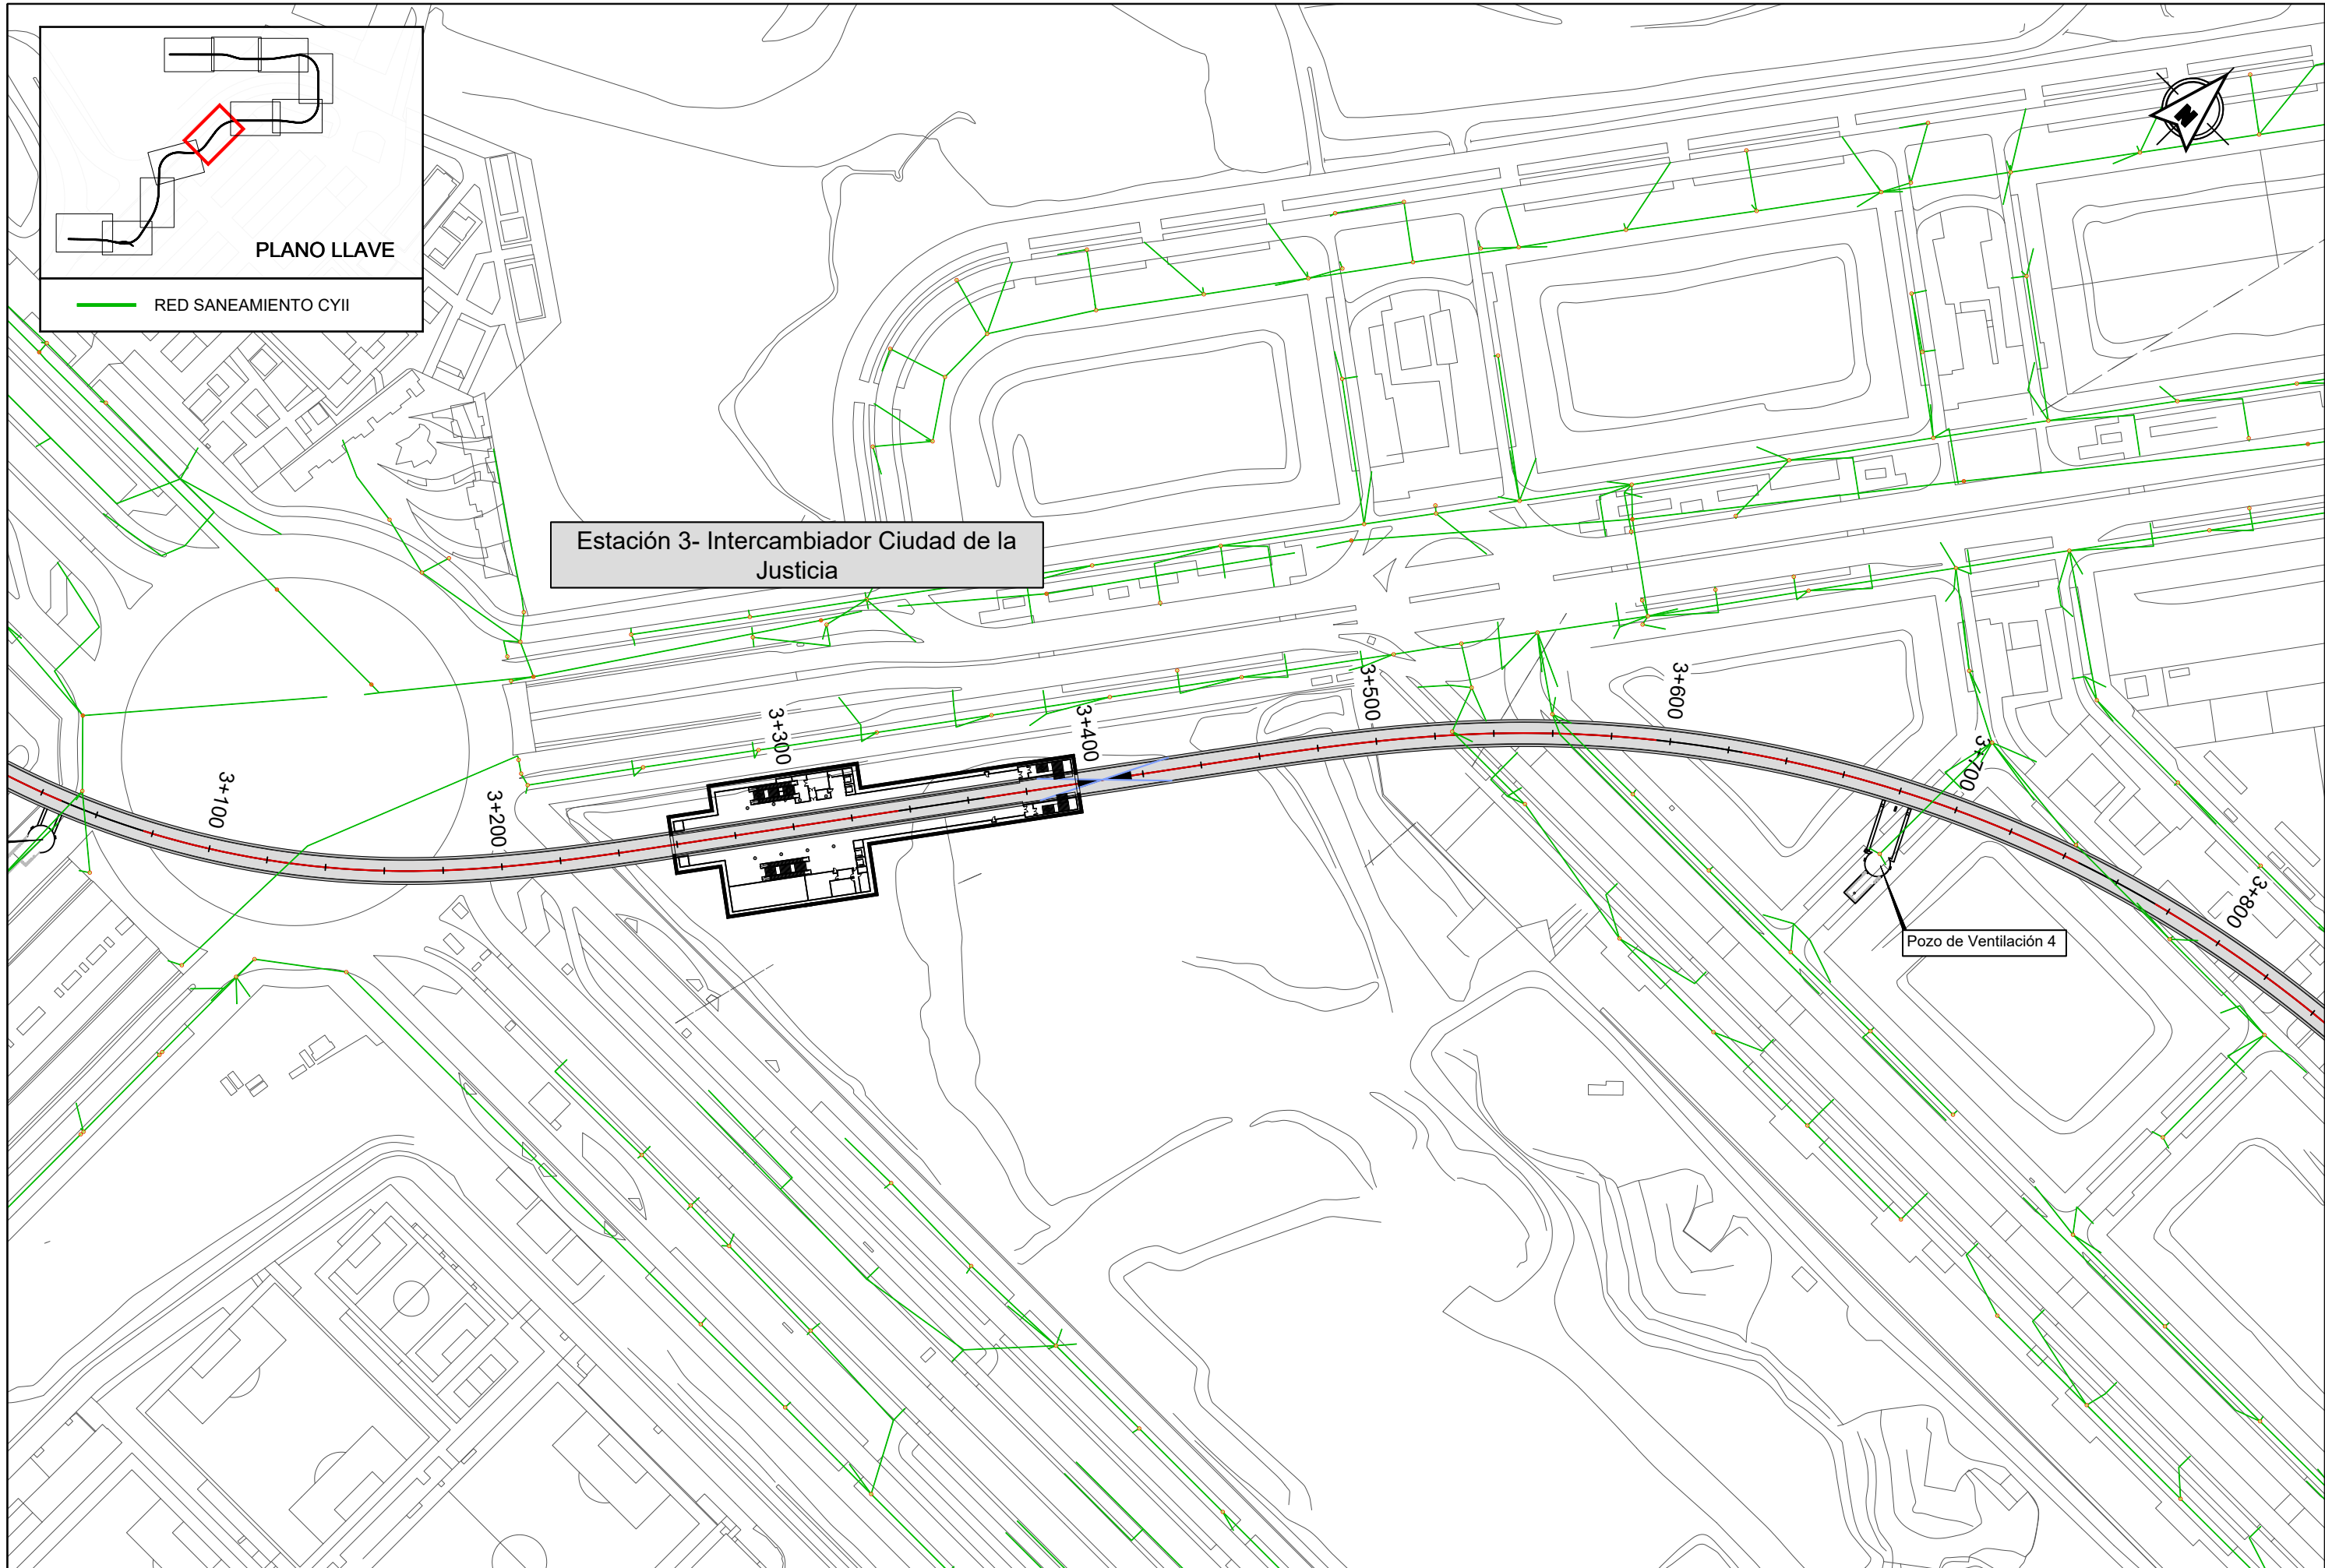 PLANO LLAVE
RED SANEAMIENTO CYII
N
Estación 3- Intercambiador Ciudad de la
Justicia
3+100
3+200
3+300
3+400
3+500
3+600
3+700
3+800
Pozo de Ventilación 4